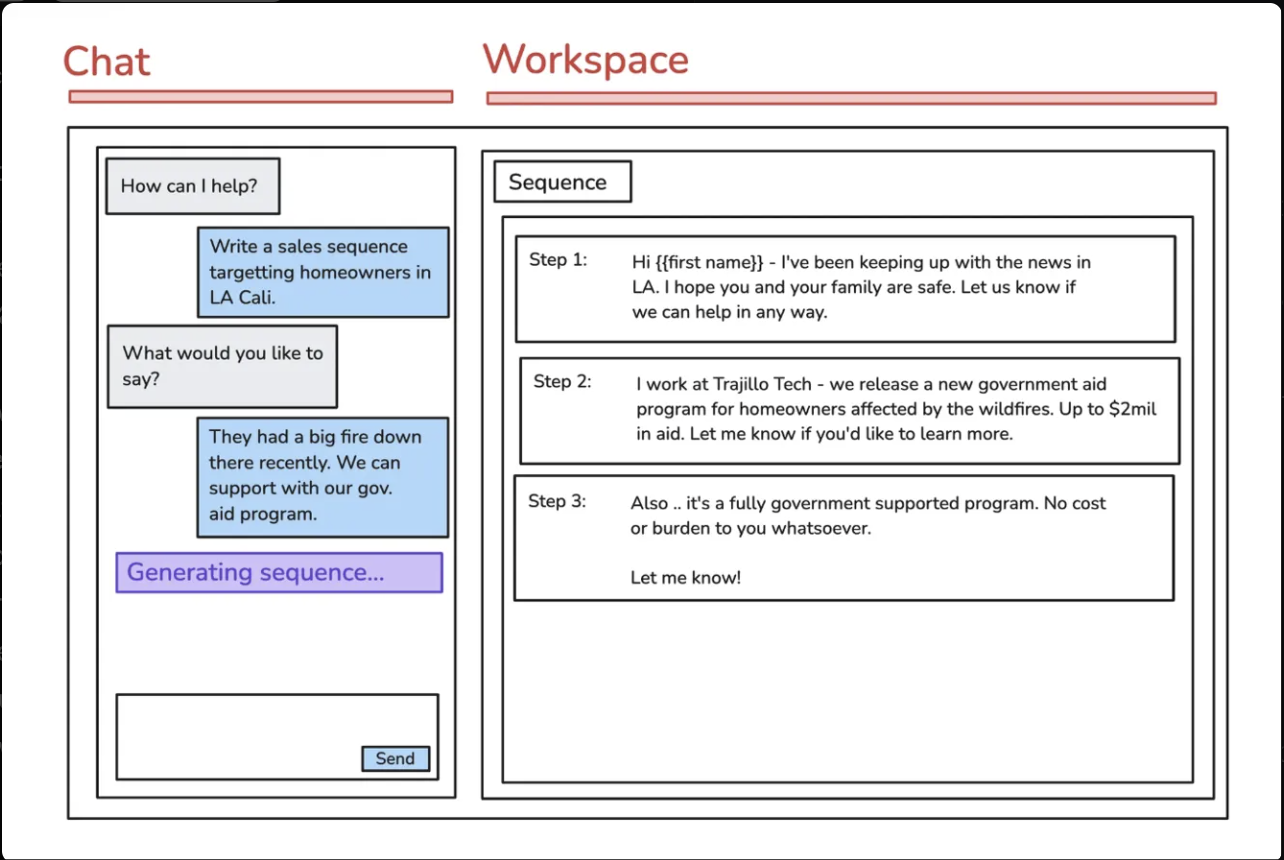 Chat
Workspace
How can I help?
Write a sales sequence
targetting homeowners in
LA Cali.
What would you like to
say?
They had a big fire down
there recently. We can
support with our gov.
aid program.
Generating sequence...
Send
Sequence
Step 1:
Hi {{first name}} - I've been keeping up with the news in
LA. I hope you and your family are safe. Let us know if
we can help in any way.
Step 2:
I work at Trajillo Tech - we release a new government aid
program for homeowners affected by the wildfires. Up to $2mil
in aid. Let me know if you'd like to learn more.
Step 3:
Also .. it's a fully government supported program. No cost
or burden to you whatsoever.
Let me know!